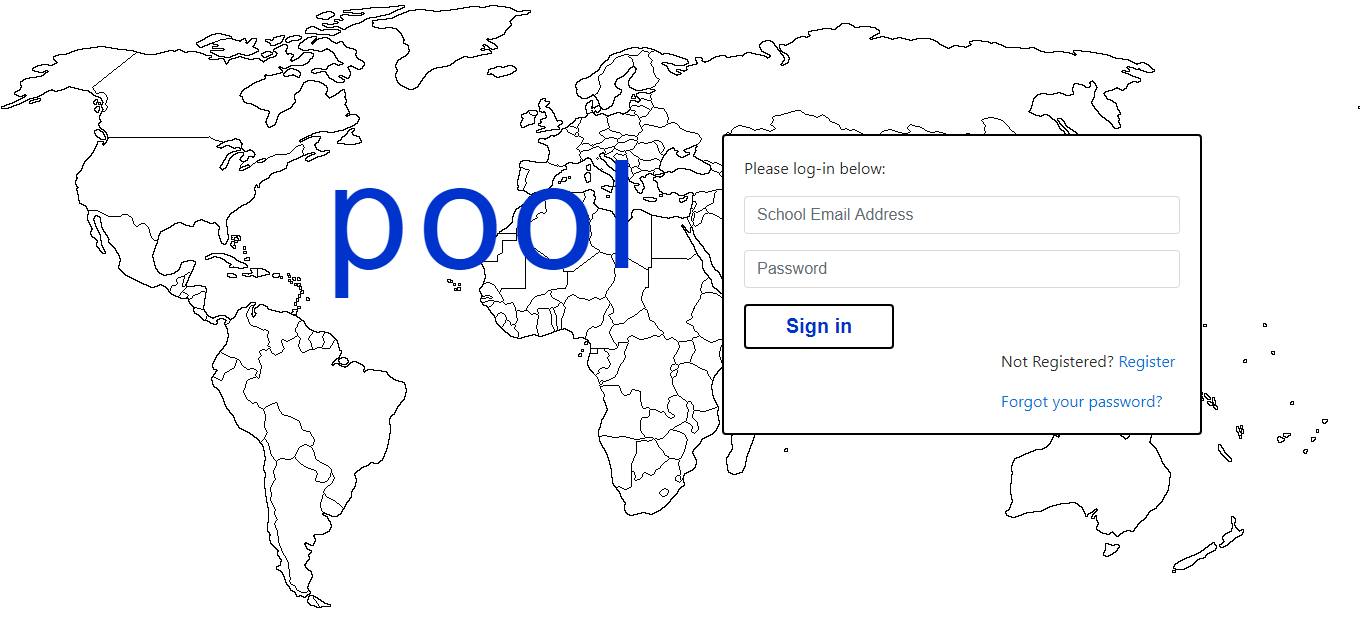 pool
Please log-in below:
School Email Address
Password
Sign in
Not Registered? Register
Forgot your password?